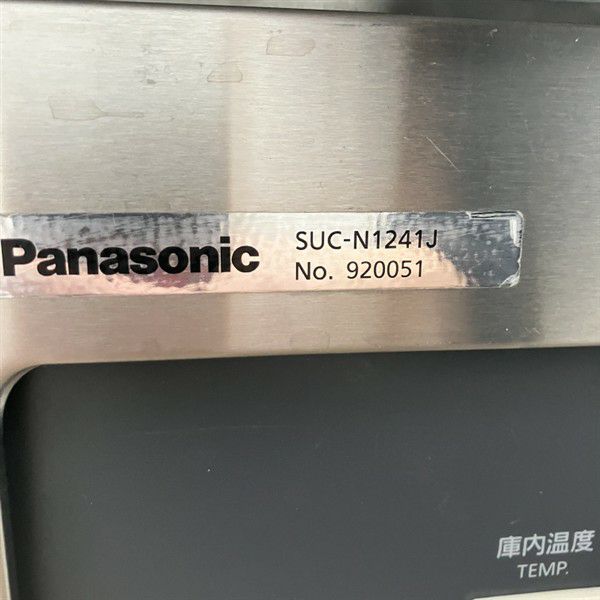 Panasonic
SUC-N1241J
No. 920051
庫内温度
TEMP.